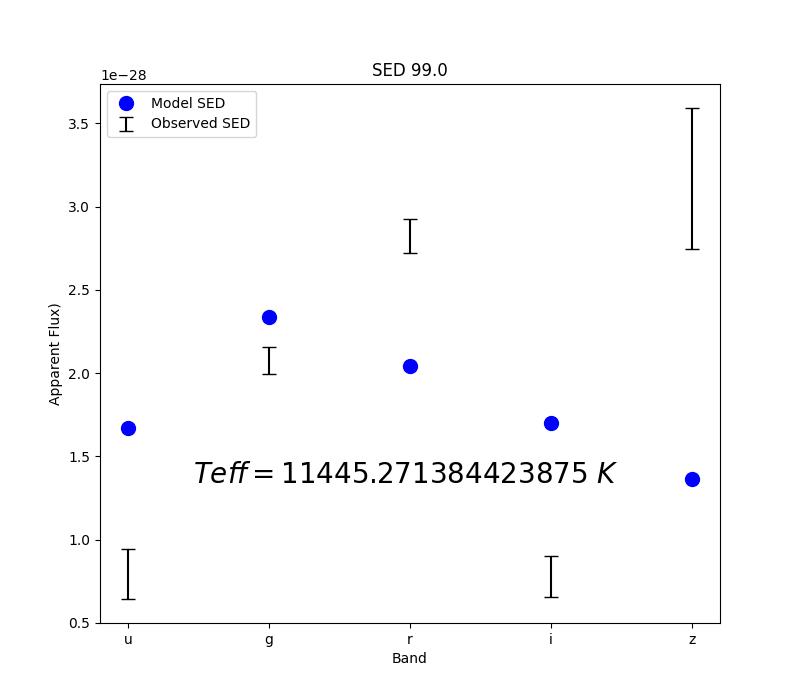 SED 99.0
1e−28
Model SED
Observed SED
3.5
3.0
2.5
2.0
1.5
1.0
0.5
Apparent Flux)
Teff = 11445.271384423875 K
u g r i z
Band